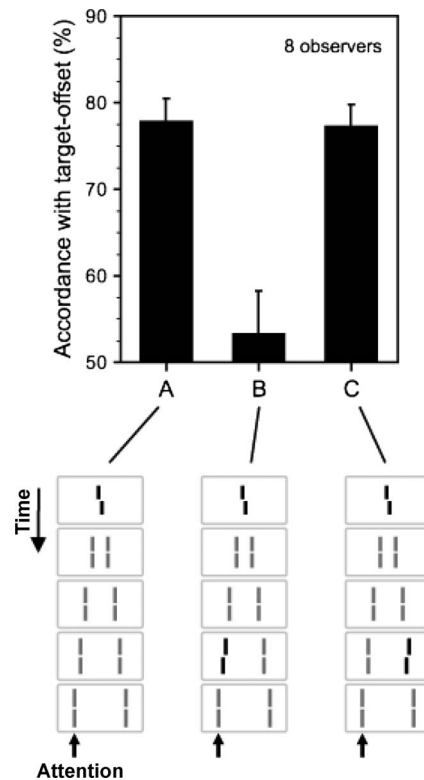 90
8 observers
80
70
60
50
Accordance with target-offset (%)
A B C
Time
Attention